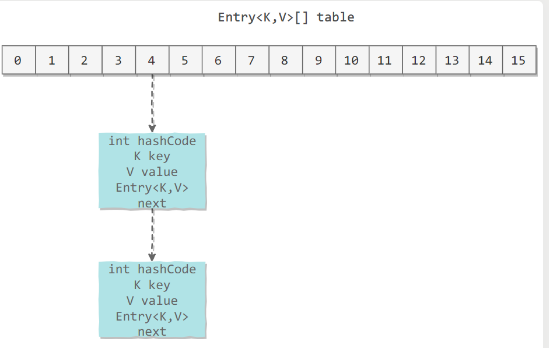 Entry<K,V>[] table
0 1 2 3 4 5 6 7 8 9 10 11 12 13 14 15
int hashCode
K key
V value
Entry<K,V>
next
int hashCode
K key
V value
Entry<K,V>
next